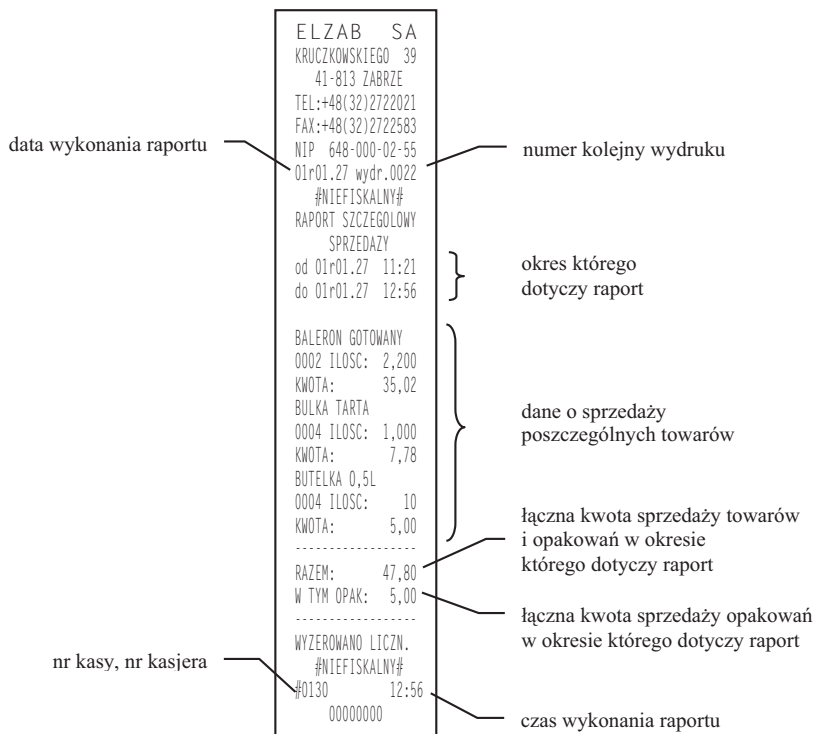 ELZAB SA
KRUCZKOWSKIEGO 39
41-813 ZABRZE
TEL:+48(32)2722021
FAX:+48(32)2722583
NIP 648-000-02-55
data wykonania raportu
01r01.27 wydr.0022
numer kolejny wydruku
#NIEFISKALNY#
RAPORT SZCZEGOLOWY
SPRZEDAZY
od 01r01.27 11:21
do 01r01.27 12:56
okres którego
dotyczy raport
BALERON GOTOWANY
0002 ILOSC: 2,200
KWOTA: 35,02
BULKA TARTA
0004 ILOSC: 1,000
KWOTA: 7,78
BUTELKA 0,5L
0004 ILOSC: 10
KWOTA: 5,00
dane o sprzedaży
poszczególnych towarów
------------------
RAZEM: 47,80
łączna kwota sprzedaży towarów
i opakowań w okresie
którego dotyczy raport
W TYM OPAK: 5,00
łączna kwota sprzedaży opakowań
w okresie którego dotyczy raport
------------------
WYZEROWANO LICZN.
#NIEFISKALNY#
nr kasy, nr kasjera
#0130 12:56
czas wykonania raportu
00000000